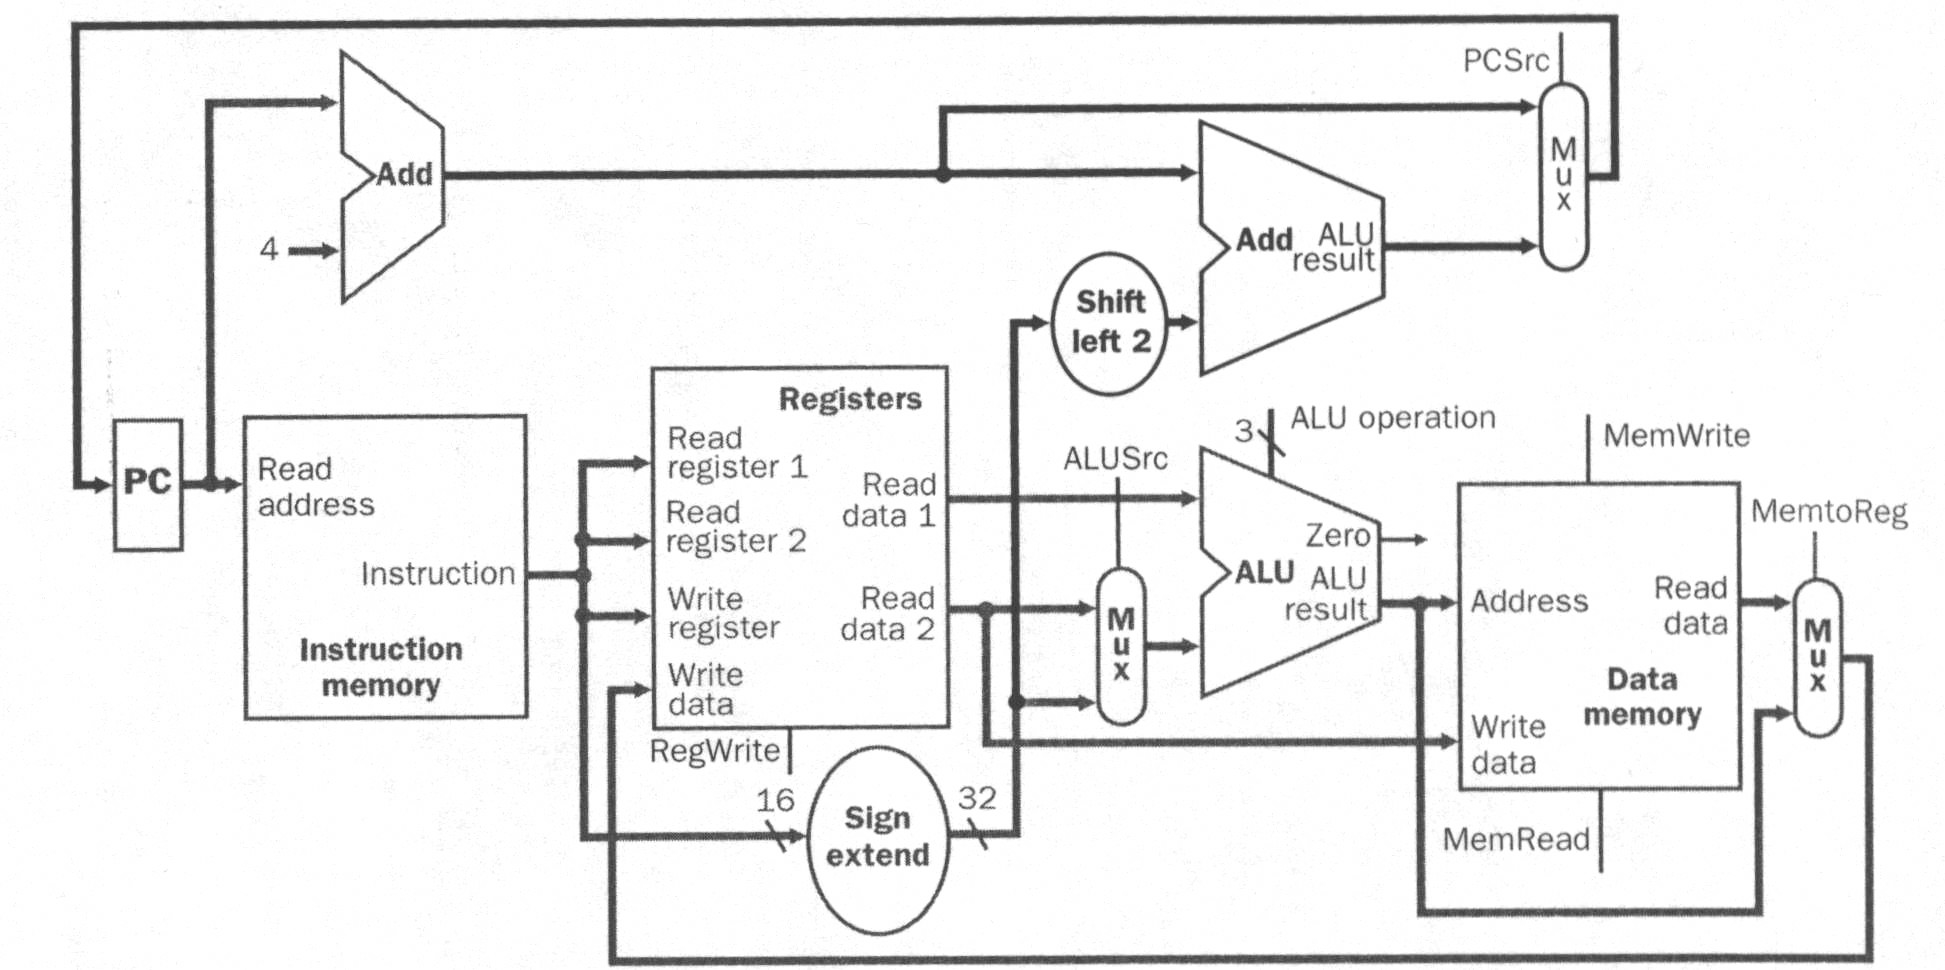 PCSrc
M
u
x
Add
4
Add
ALU
result
Shift
left 2
Registers
Read
register 1
Read
register 2
Write
register
Write
data
Read
data 1
Read
data 2
RegWrite
PC
Read
address
Instruction
Instruction
memory
ALUSrc
M
u
x
3
ALU operation
Zero
ALU
ALU
result
MemWrite
MemtoReg
Address
Read
data
Data
memory
Write
data
M
u
x
MemRead
16
Sign
extend
32